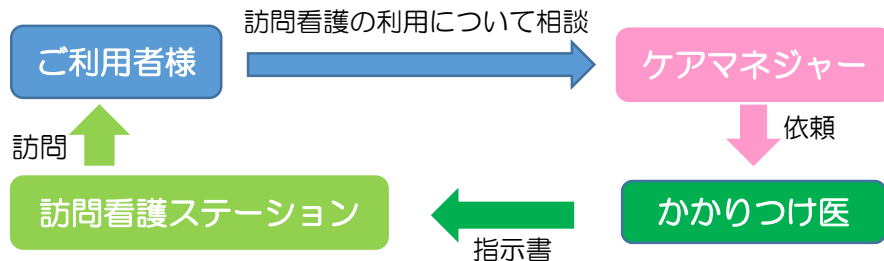 訪問看護の利用について相談
ご利用者様
ケアマネジャー
訪問
依頼
訪問看護ステーション
かかりつけ医
指示書